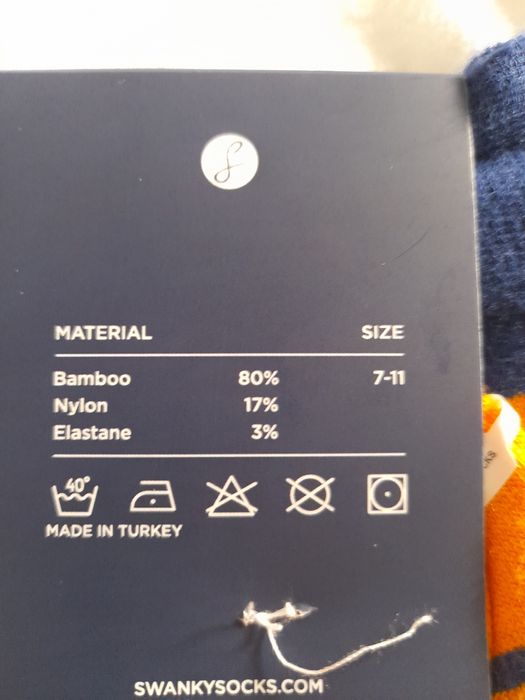 MATERIAL SIZE
Bamboo 80% 7-11
Nylon 17%
Elastane 3%
40°
MADE IN TURKEY
SWANKYSOCKS.COM